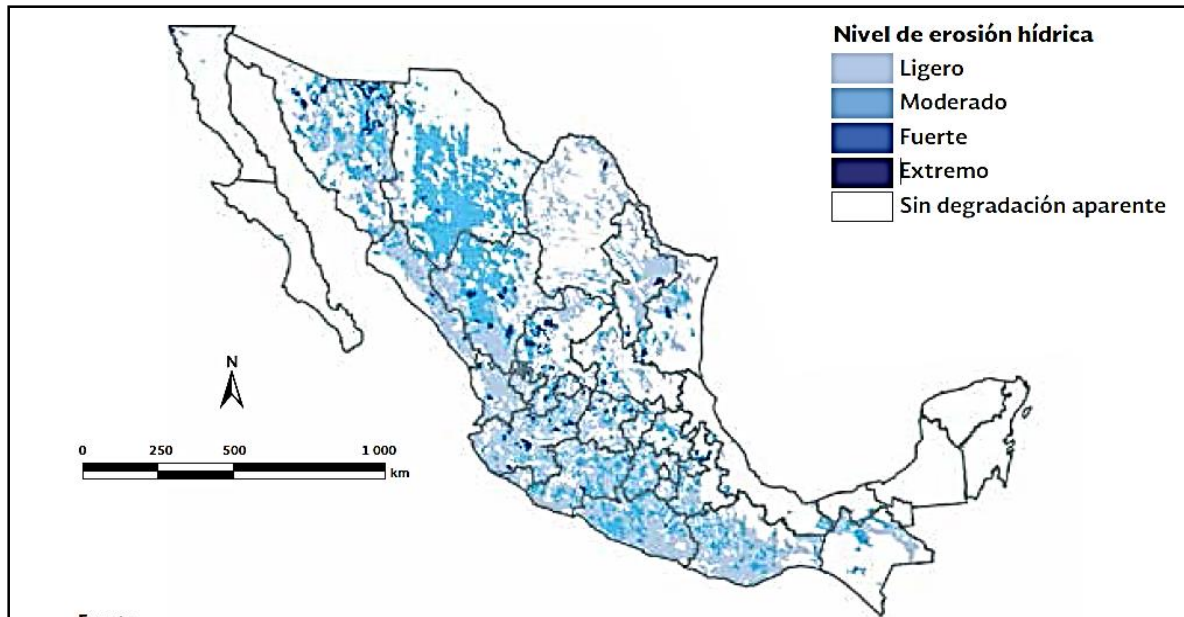 Nivel de erosión hídrica
Ligero
Moderado
Fuerte
Extremo
Sin degradación aparente
N
0 250 500 1 000
km